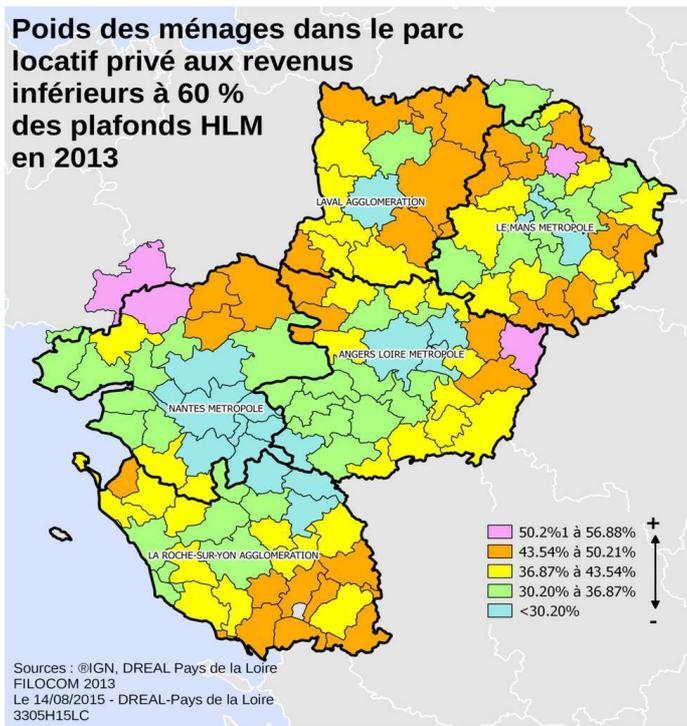 Poids des ménages dans le parc
locatif privé aux revenus
inférieurs à 60 %
des plafonds HLM
en 2013
LAVAL AGGLOMERATION
LE MANS METROPOLE
ANGERS LOIRE METROPOLE
NANTES METROPOLE
LA ROCHE-SUR-YON AGGLOMERATION
+
50.2%1 à 56.88%
43.54% à 50.21%
36.87% à 43.54%
30.20% à 36.87%
<30.20%
-
Sources : ®IGN, DREAL Pays de la Loire
FILOCOM 2013
Le 14/08/2015 - DREAL-Pays de la Loire
3305H15LC